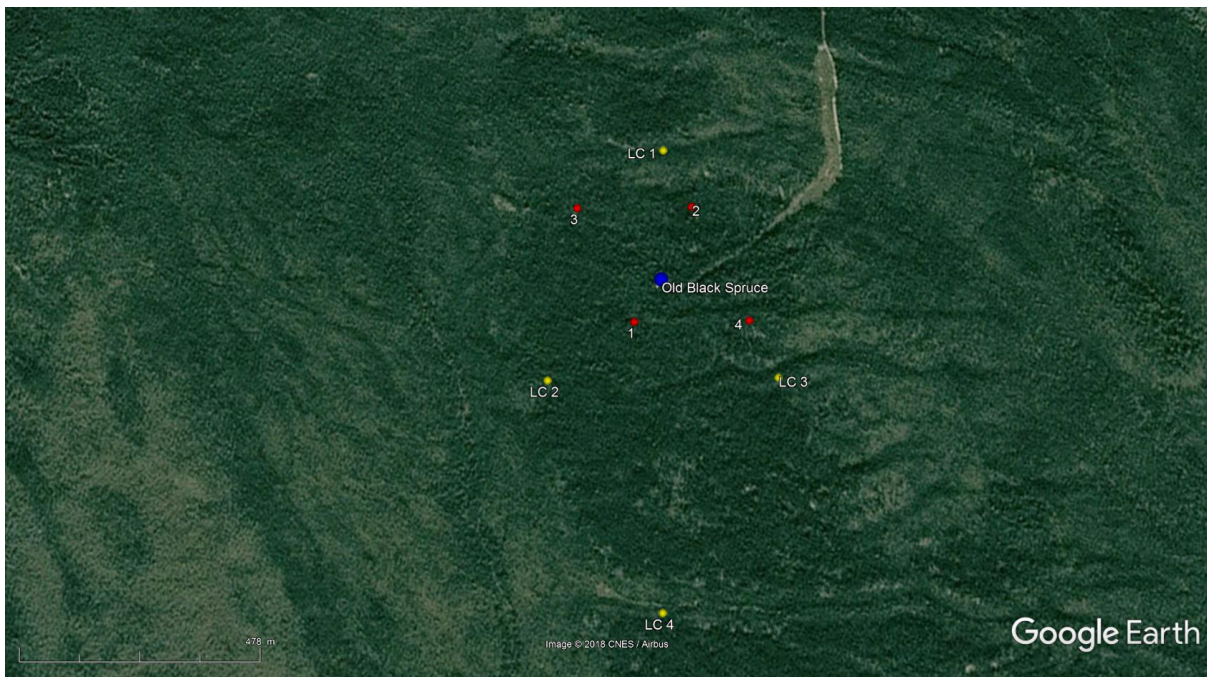 LC 1
3
2
Old Black Spruce
1
4
LC 2
LC 3
LC 4
478 m
Image © 2018 CNES / Airbus
Google Earth